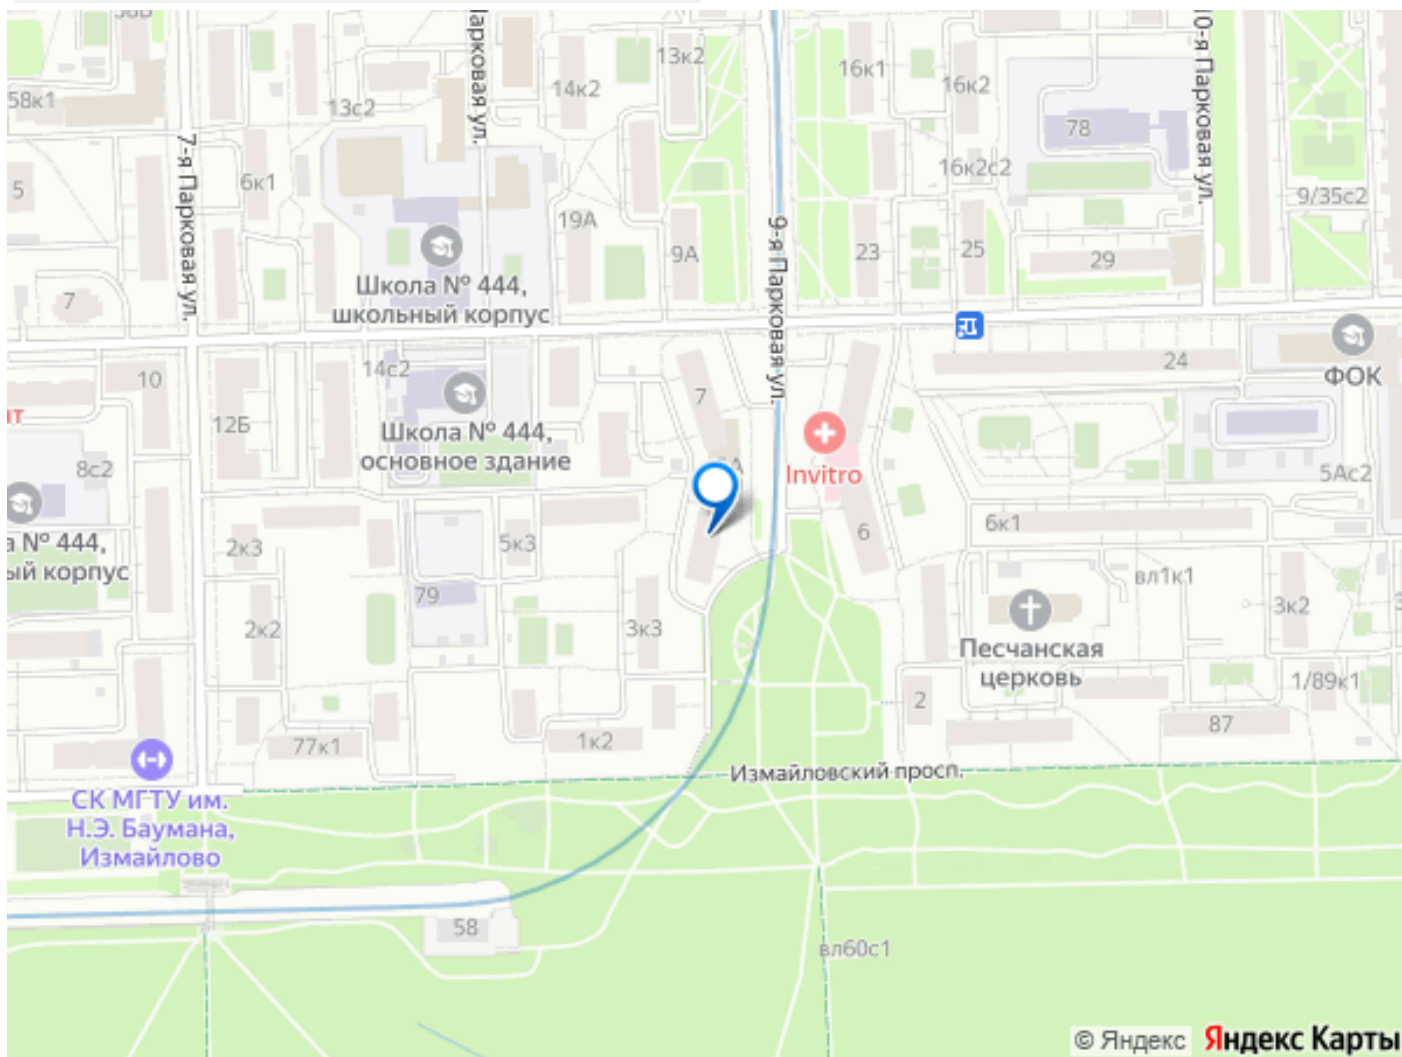 58В
58к1
13с2
Парковая ул.
14к2
13к2
16к1
16к2
10-я Парковая ул.
78
5
7-я Парковая ул.
6к1
16к2с2
9/35с2
19А
9А
9-я Парковая ул.
23
25
29
7
Школа № 444,
школьный корпус
14с2
10
7
24
ФОК
12Б
Школа № 444,
основное здание
Invitro
8с2
5Ас2
№ 444,
корпус
2к3
5к3
6
6к1
вл1к1
79
2к2
3к3
3к2
Песчанская
церковь
1/89к1
2
87
77к1
1к2
Измайловский просп.
СК МГТУ им.
Н.Э. Баумана,
Измайлово
58
вл60с1
© Яндекс Яндекс Карты